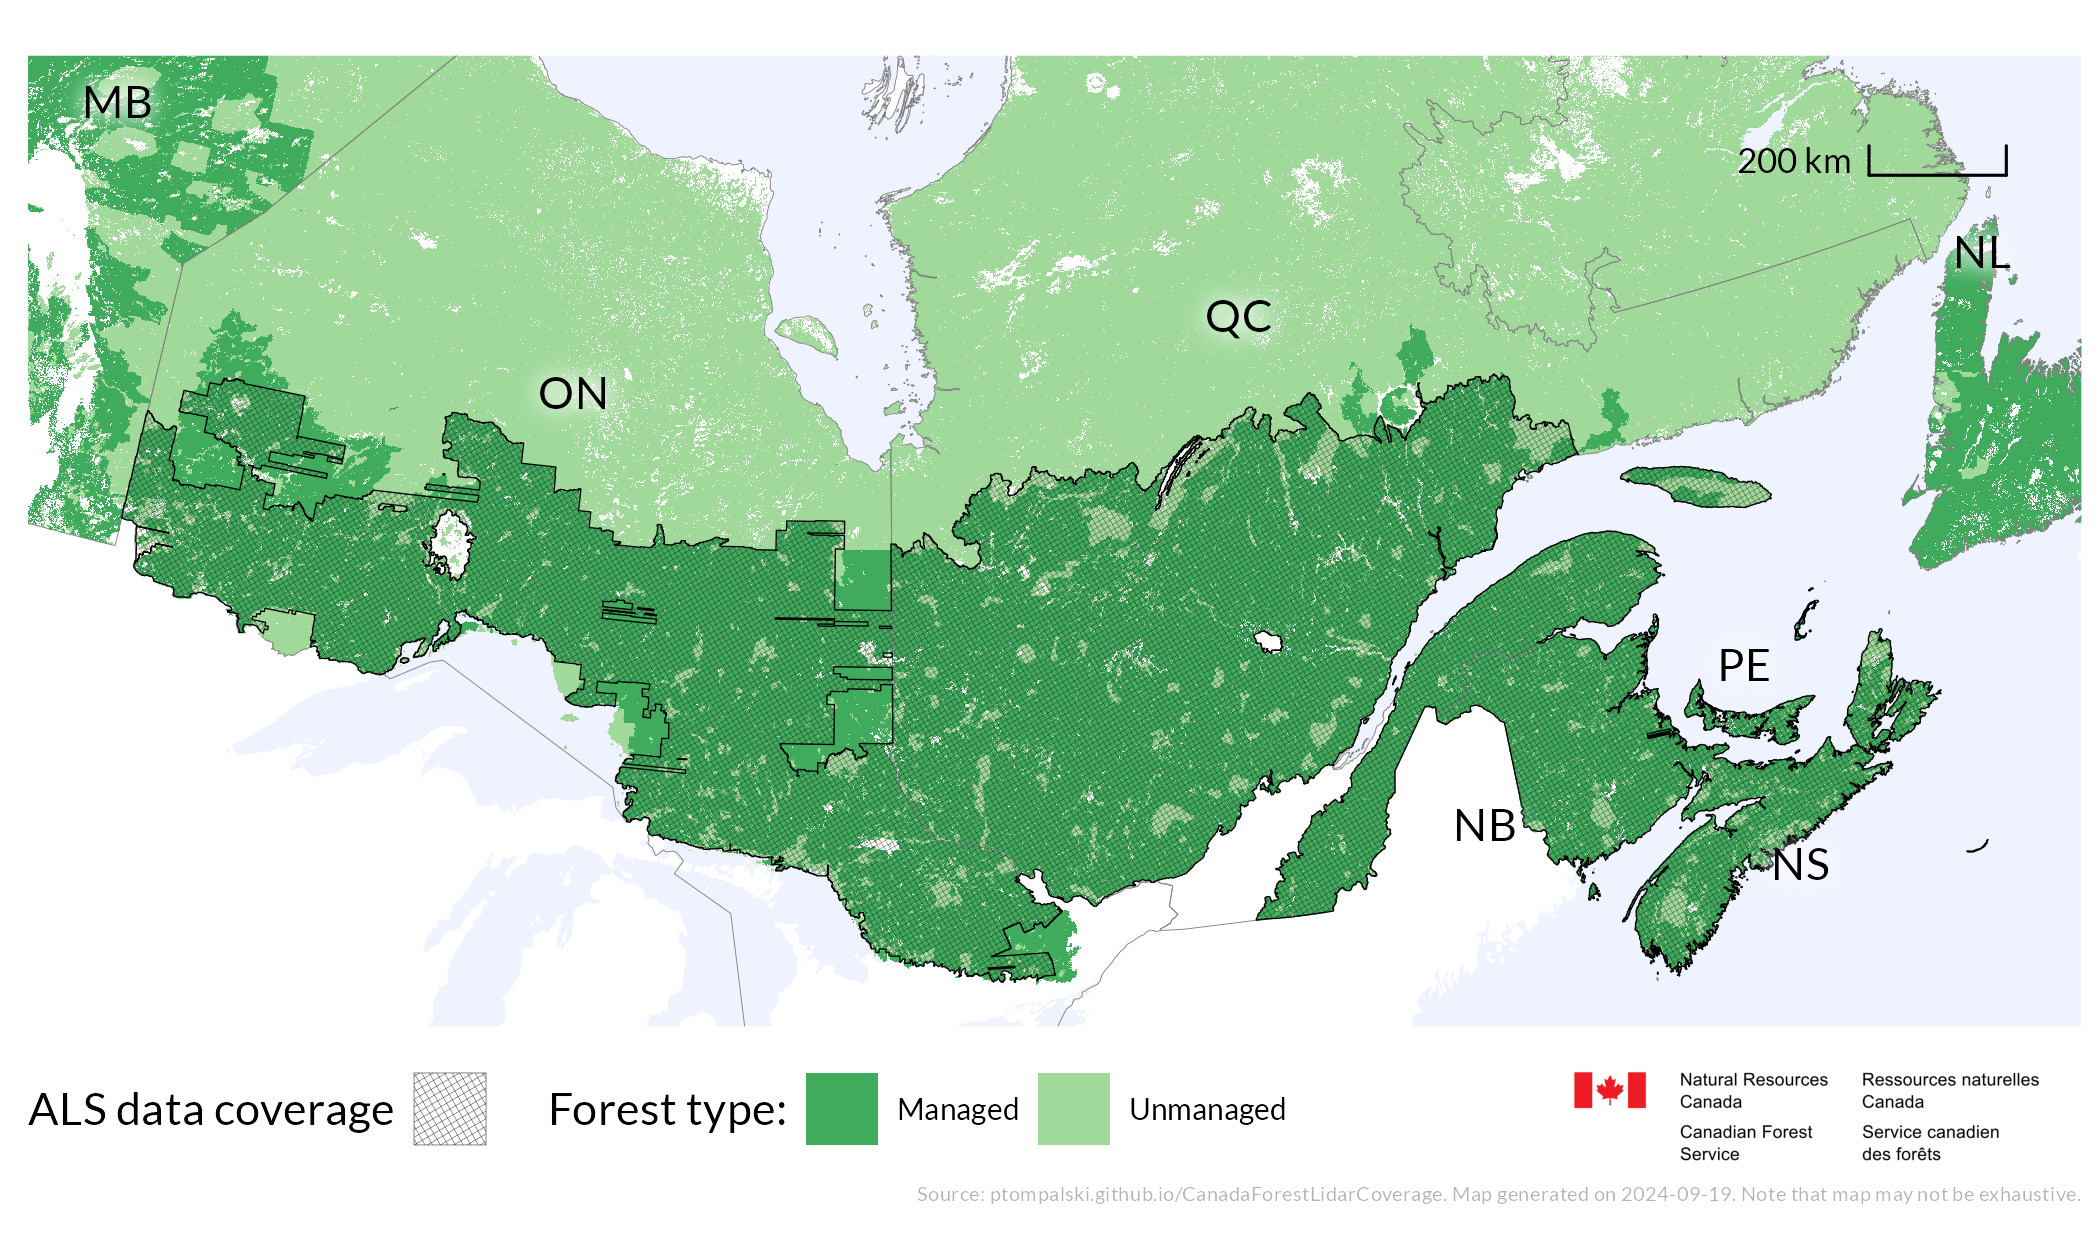 MB
200 km
NL
QC
ON
PE
NB
NS
ALS data coverage
Forest type:
Managed
Unmanaged
Natural Resources
Canada
Canadian Forest
Service
Ressources naturelles
Canada
Service canadien
des forêts
Source: ptompalski.github.io/CanadaForestLidarCoverage. Map generated on 2024-09-19. Note that map may not be exhaustive.